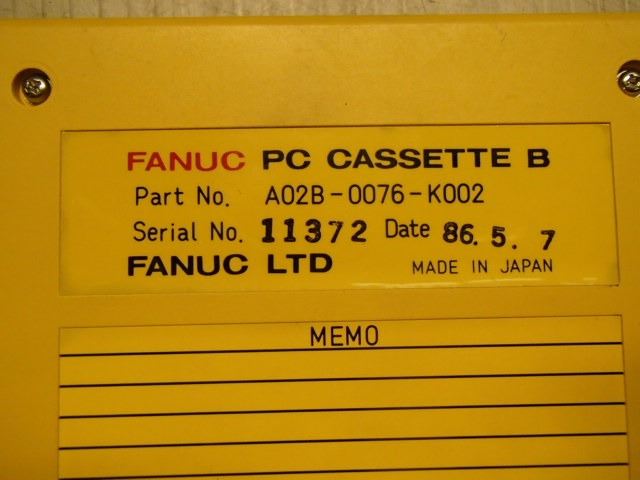 FANUC PC CASSETTE B
Part No. A02B-0076-K002
Serial No. 11372 Date 86. 5. 7
FANUC LTD MADE IN JAPAN
MEMO